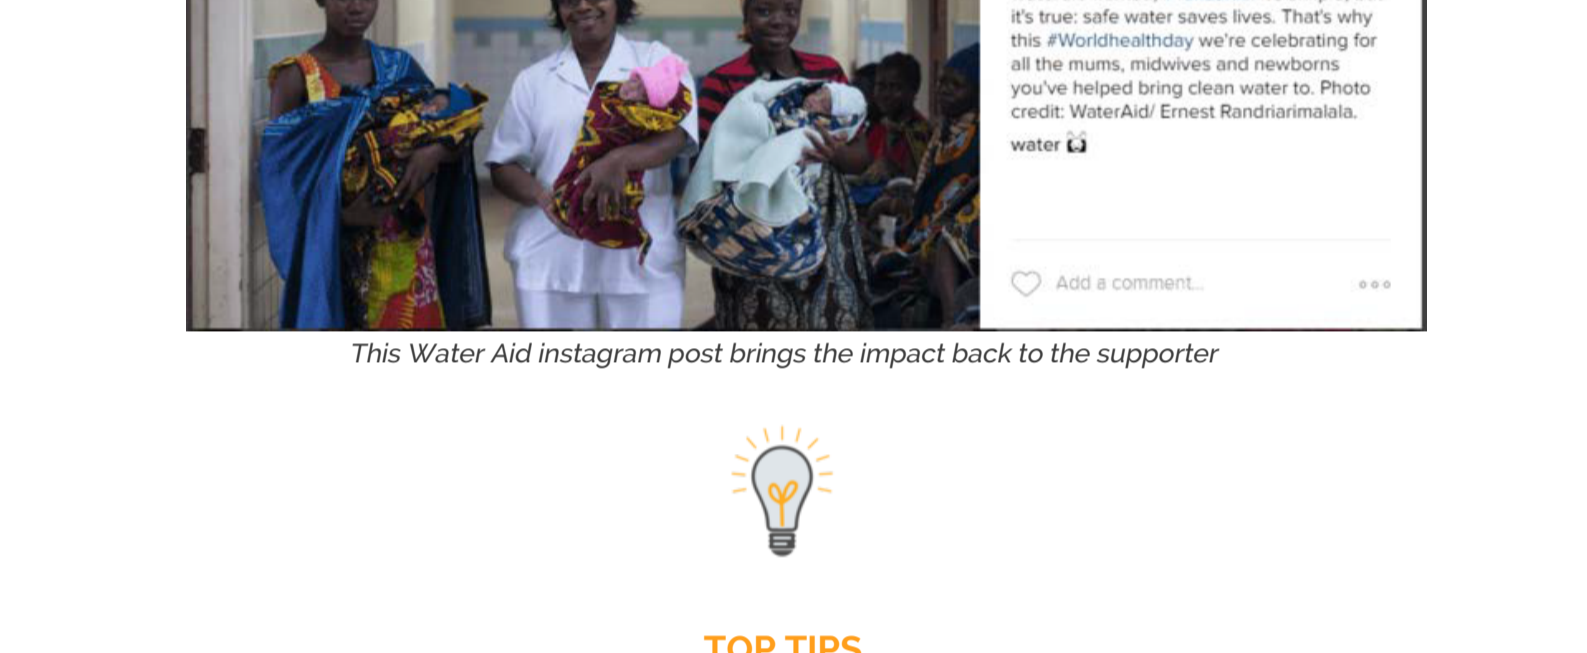 it's true: safe water saves lives. That's why
this #Worldhealthday we're celebrating for
all the mums, midwives and newborns
you've helped bring clean water to. Photo
credit: WaterAid/ Ernest Randriarimalala.
water
Add a comment...
This Water Aid instagram post brings the impact back to the supporter
TOP TIPS